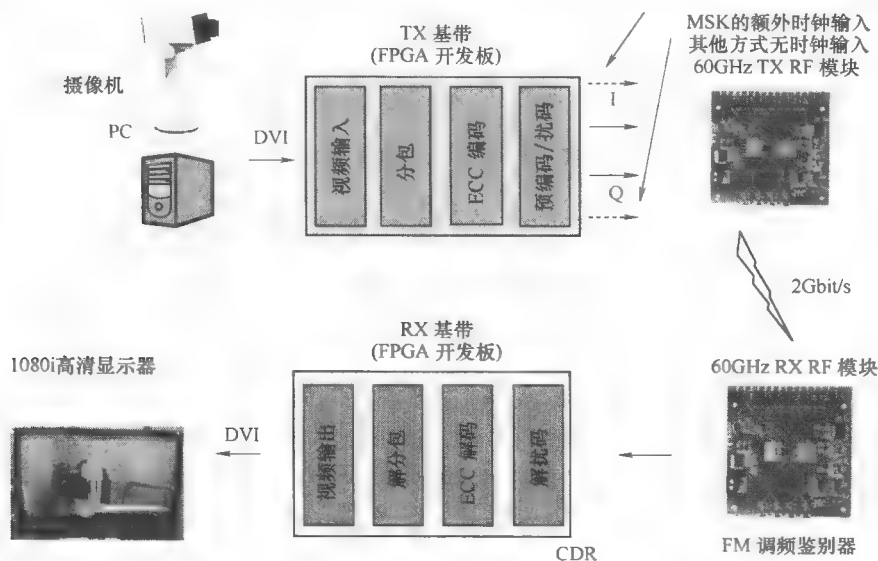 TX 基带
(FPGA 开发板)
MSK的额外时钟输入
其他方式无时钟输入
60GHz TX RF 模块
摄像机
PC
DVI
视频输入
分包
ECC 编码
预编码/扰码
I
Q
2Gbit/s
RX 基带
(FPGA 开发板)
1080i高清显示器
60GHz RX RF 模块
DVI
视频输出
解分包
ECC 解码
解扰码
CDR
FM 调频鉴别器